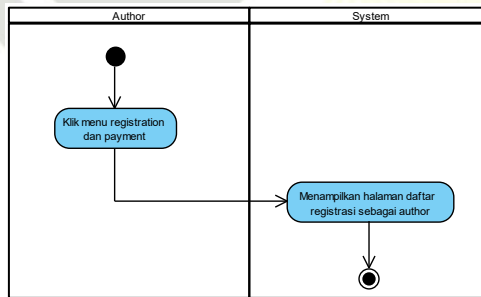 Author
System
Klik menu registration
dan payment
Menampilkan halaman daftar
registrasi sebagai author